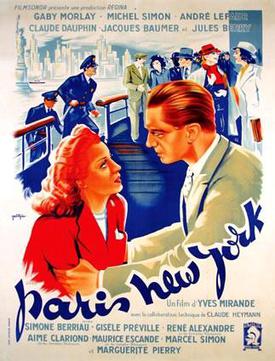 FILMSONOR présente une production REGINA
GABY MORLAY - MICHEL SIMON - ANDRÉ LEFAUR
CLAUDE DAUPHIN - JACQUES BAUMER et JULES BERRY
Paris New York
Un Film d'YVES MIRANDE
avec la collaboration technique de CLAUDE HEYMANN
SIMONE BERRIAU - GISÈLE PRÉVILLE - RENÉ ALEXANDRE
AIMÉ CLARIOND - MAURICE ESCANDE - MARCEL SIMON
et MARGUERITE PIERRY